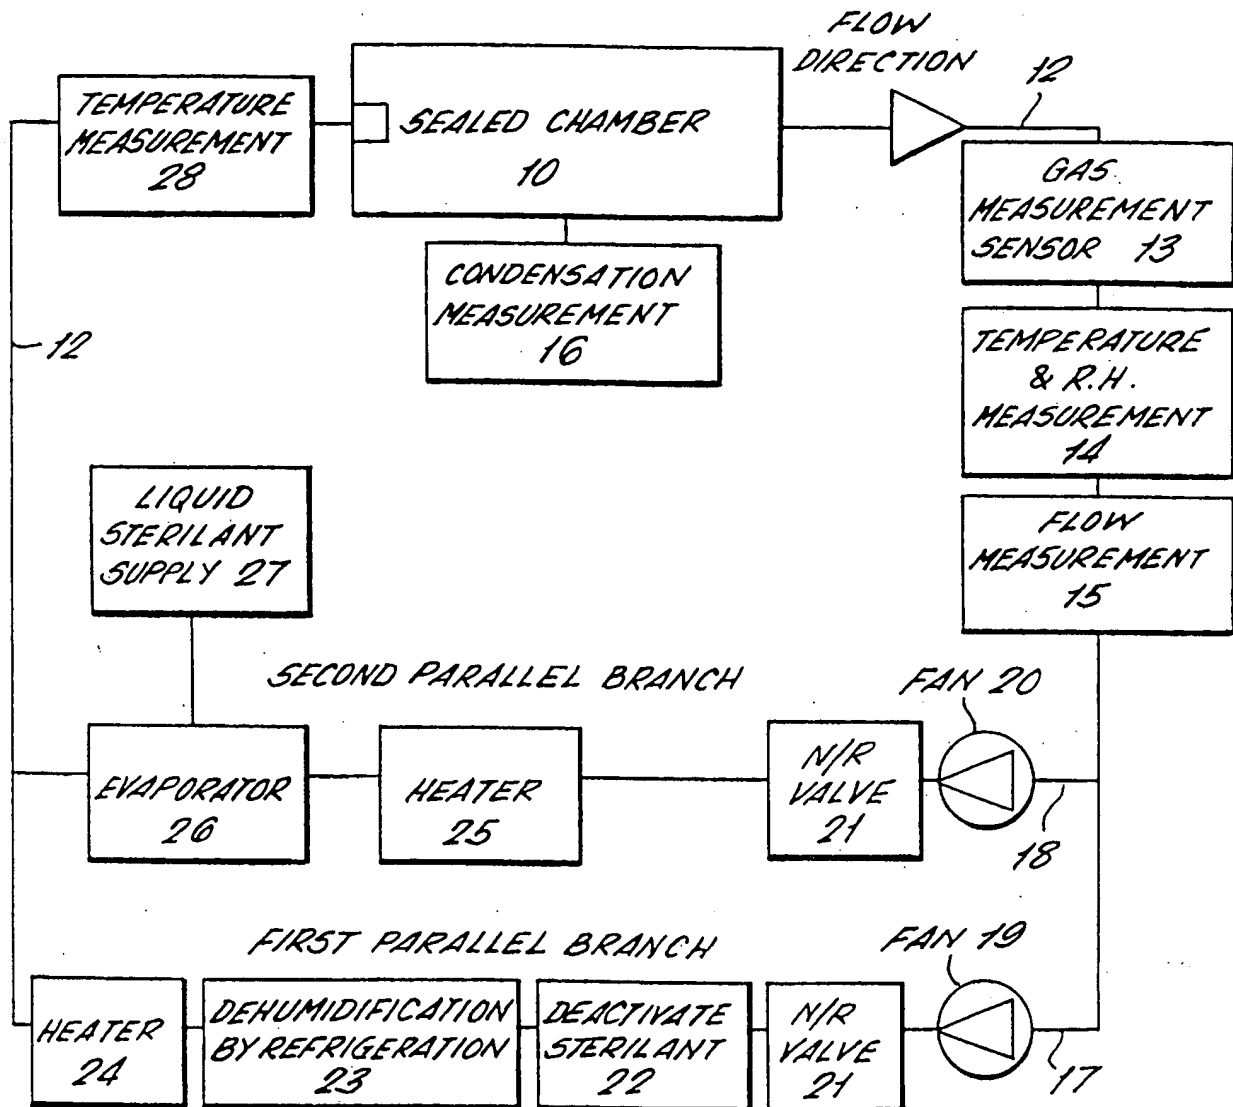 FLOW
DIRECTION
12
TEMPERATURE
MEASUREMENT
28
SEALED CHAMBER
10
GAS
MEASUREMENT
SENSOR 13
CONDENSATION
MEASUREMENT
16
12
TEMPERATURE
& R.H.
MEASUREMENT
14
LIQUID
STERILANT
SUPPLY 27
FLOW
MEASUREMENT
15
SECOND PARALLEL BRANCH
FAN 20
EVAPORATOR
26
HEATER
25
N/R
VALVE
21
18
FIRST PARALLEL BRANCH
FAN 19
HEATER
24
DEHUMIDIFICATION
BY REFRIGERATION
23
DEACTIVATE
STERILANT
22
N/R
VALVE
21
17